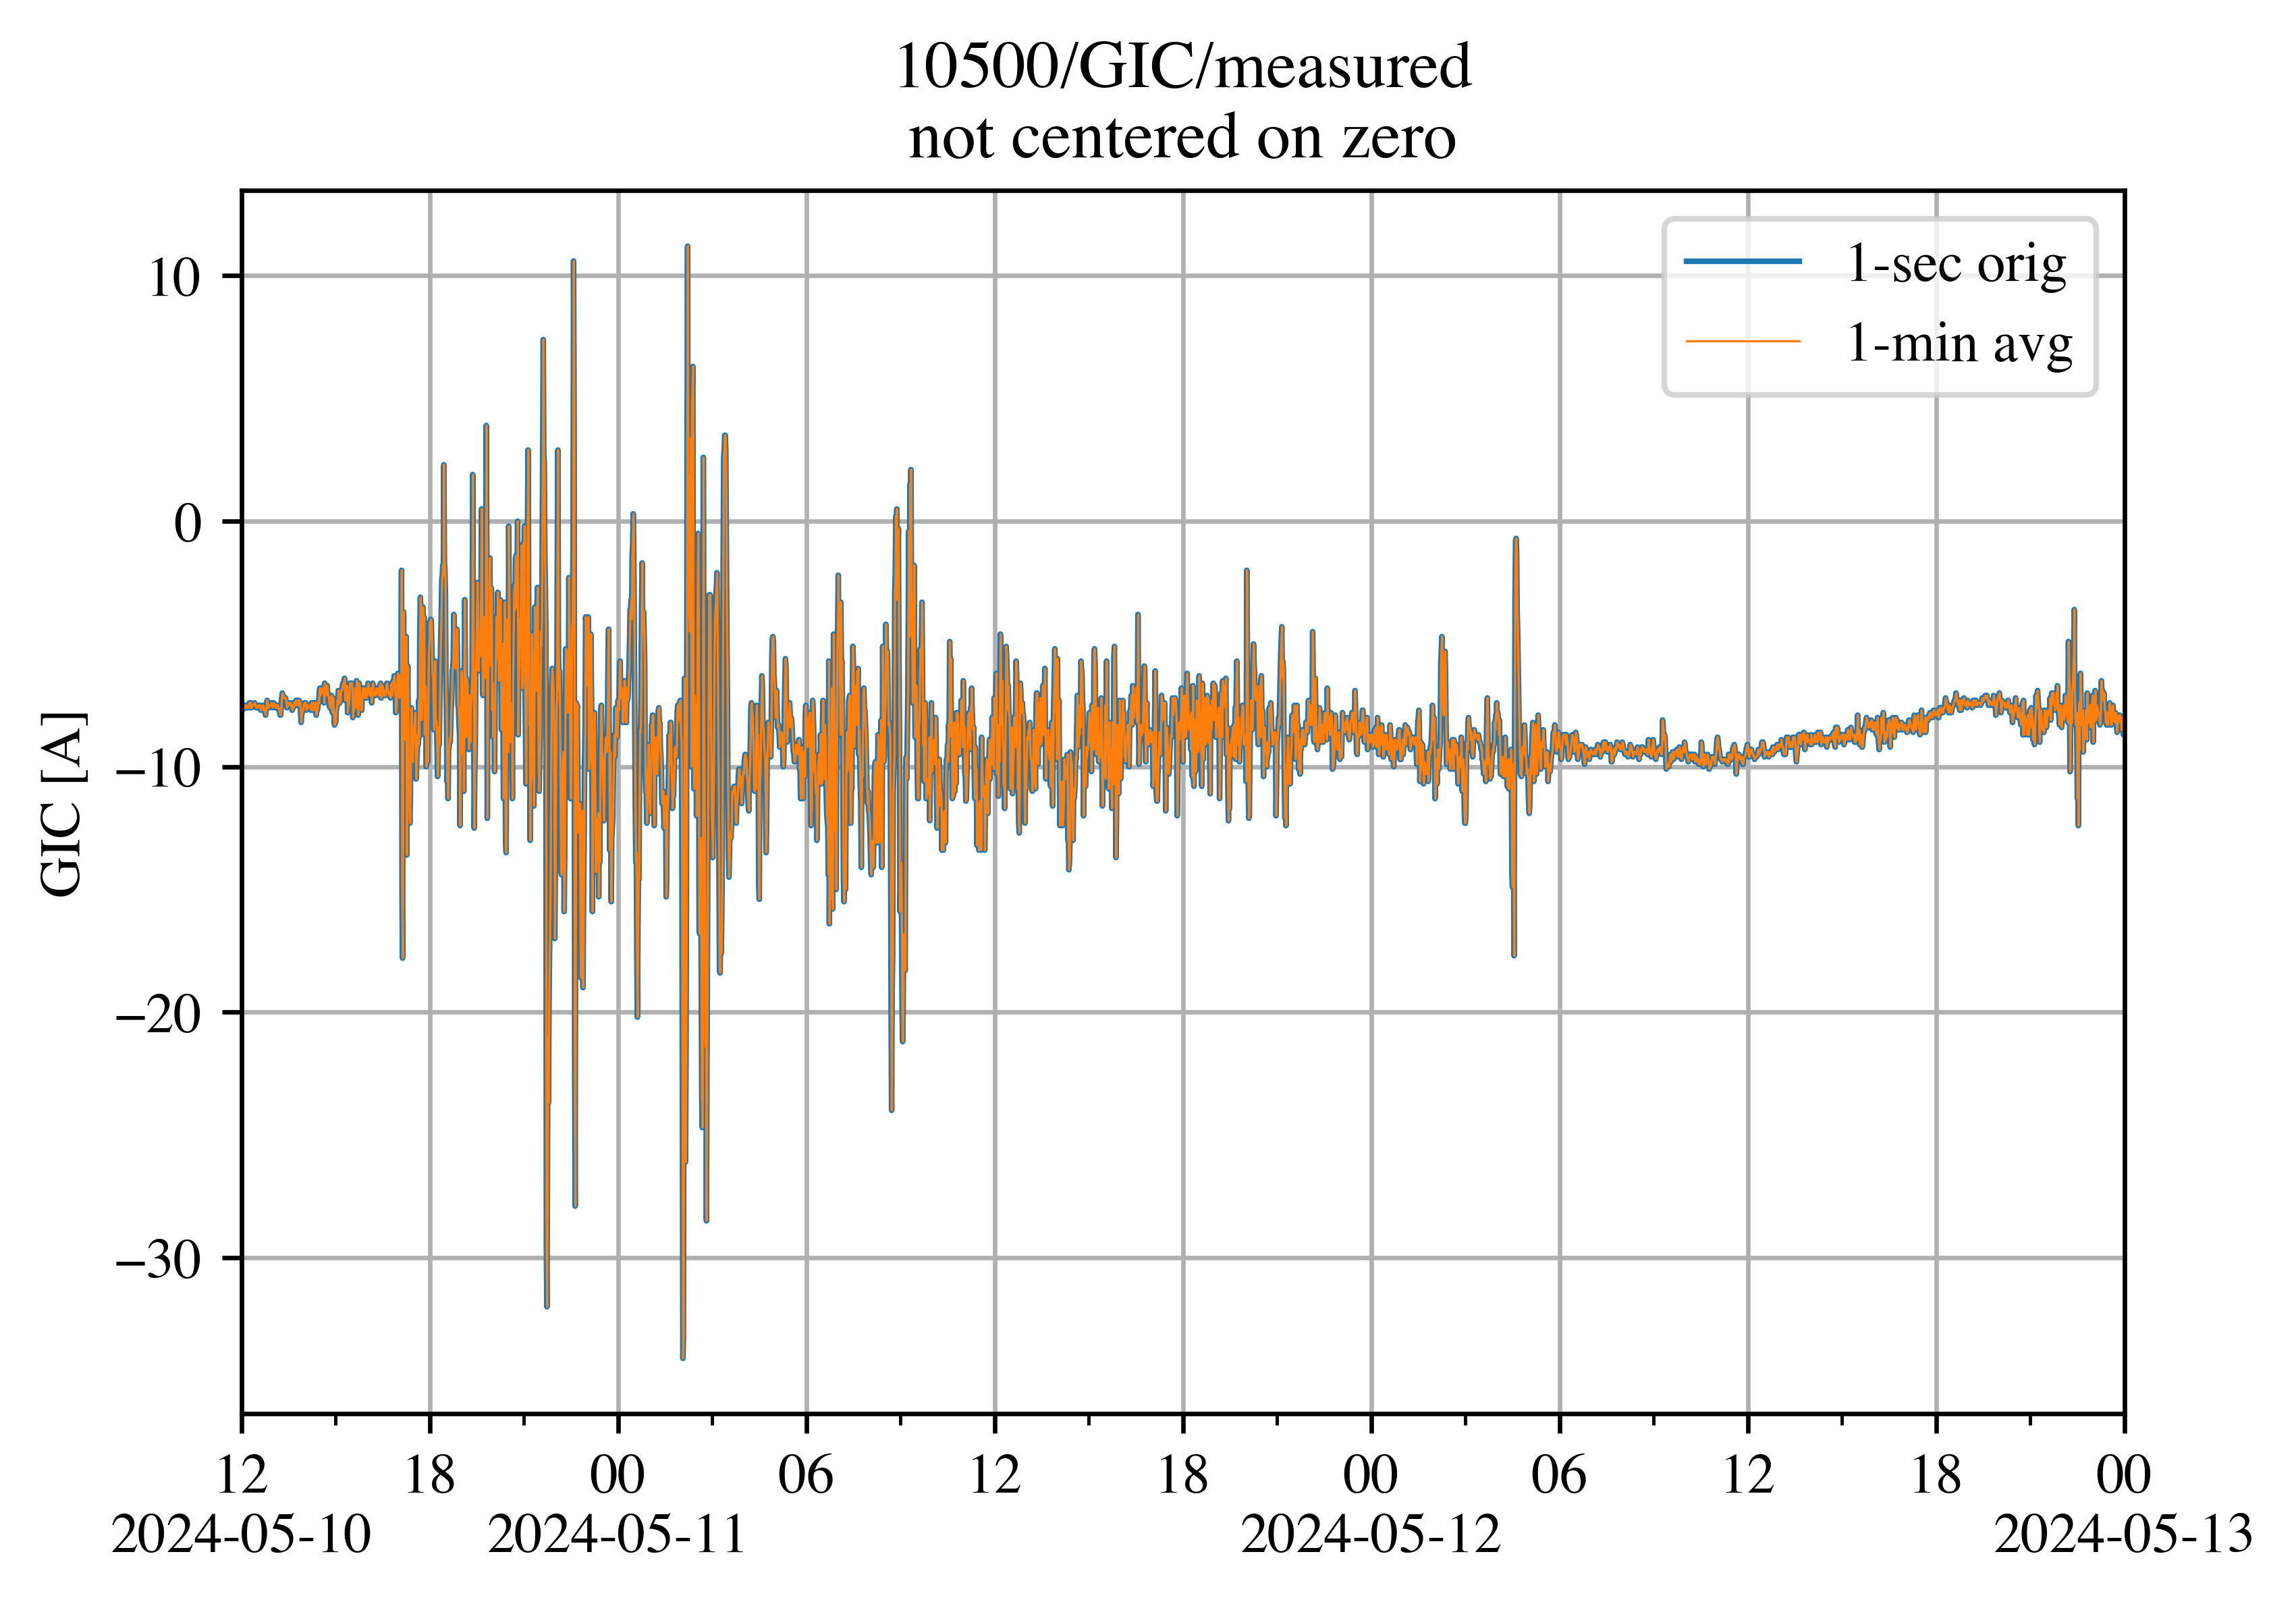 10500/GIC/measured
not centered on zero
1-sec orig
1-min avg
GIC [A]
10
0
−10
−20
−30
12 18 00 06 12 18 00 06 12 18 00
2024-05-10 2024-05-11 2024-05-12 2024-05-13